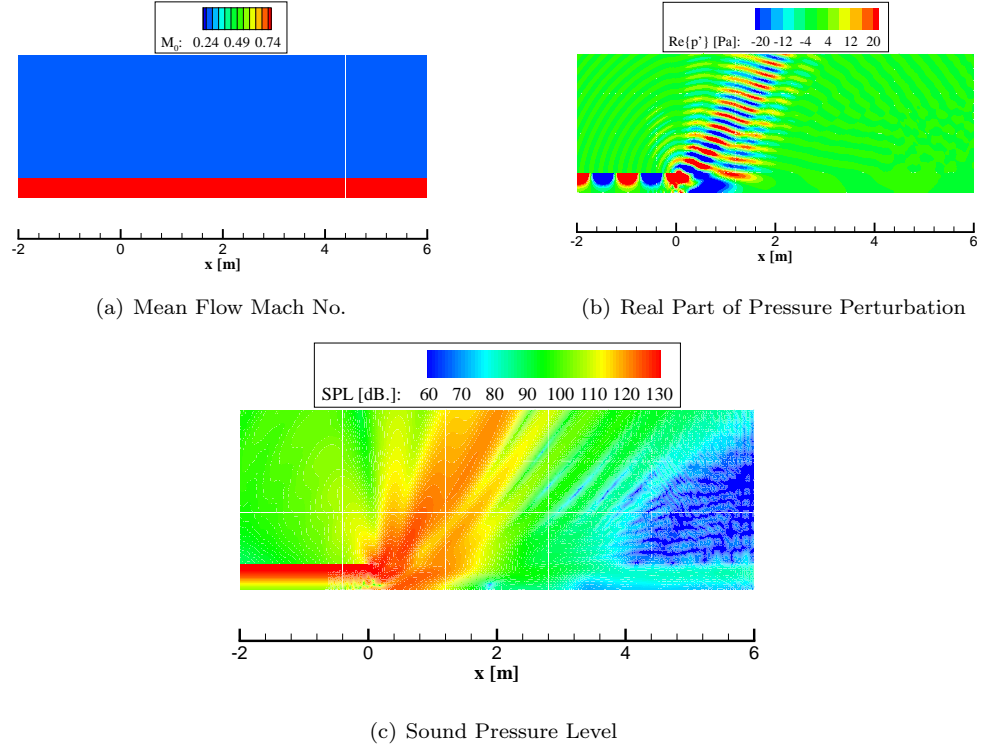 M₀: 0.24 0.49 0.74
-2 0 2 4 6
x [m]
(a) Mean Flow Mach No.
Re{p'} [Pa]: -20 -12 -4 4 12 20
-2 0 2 4 6
x [m]
(b) Real Part of Pressure Perturbation
SPL [dB.]: 60 70 80 90 100 110 120 130
-2 0 2 4 6
x [m]
(c) Sound Pressure Level